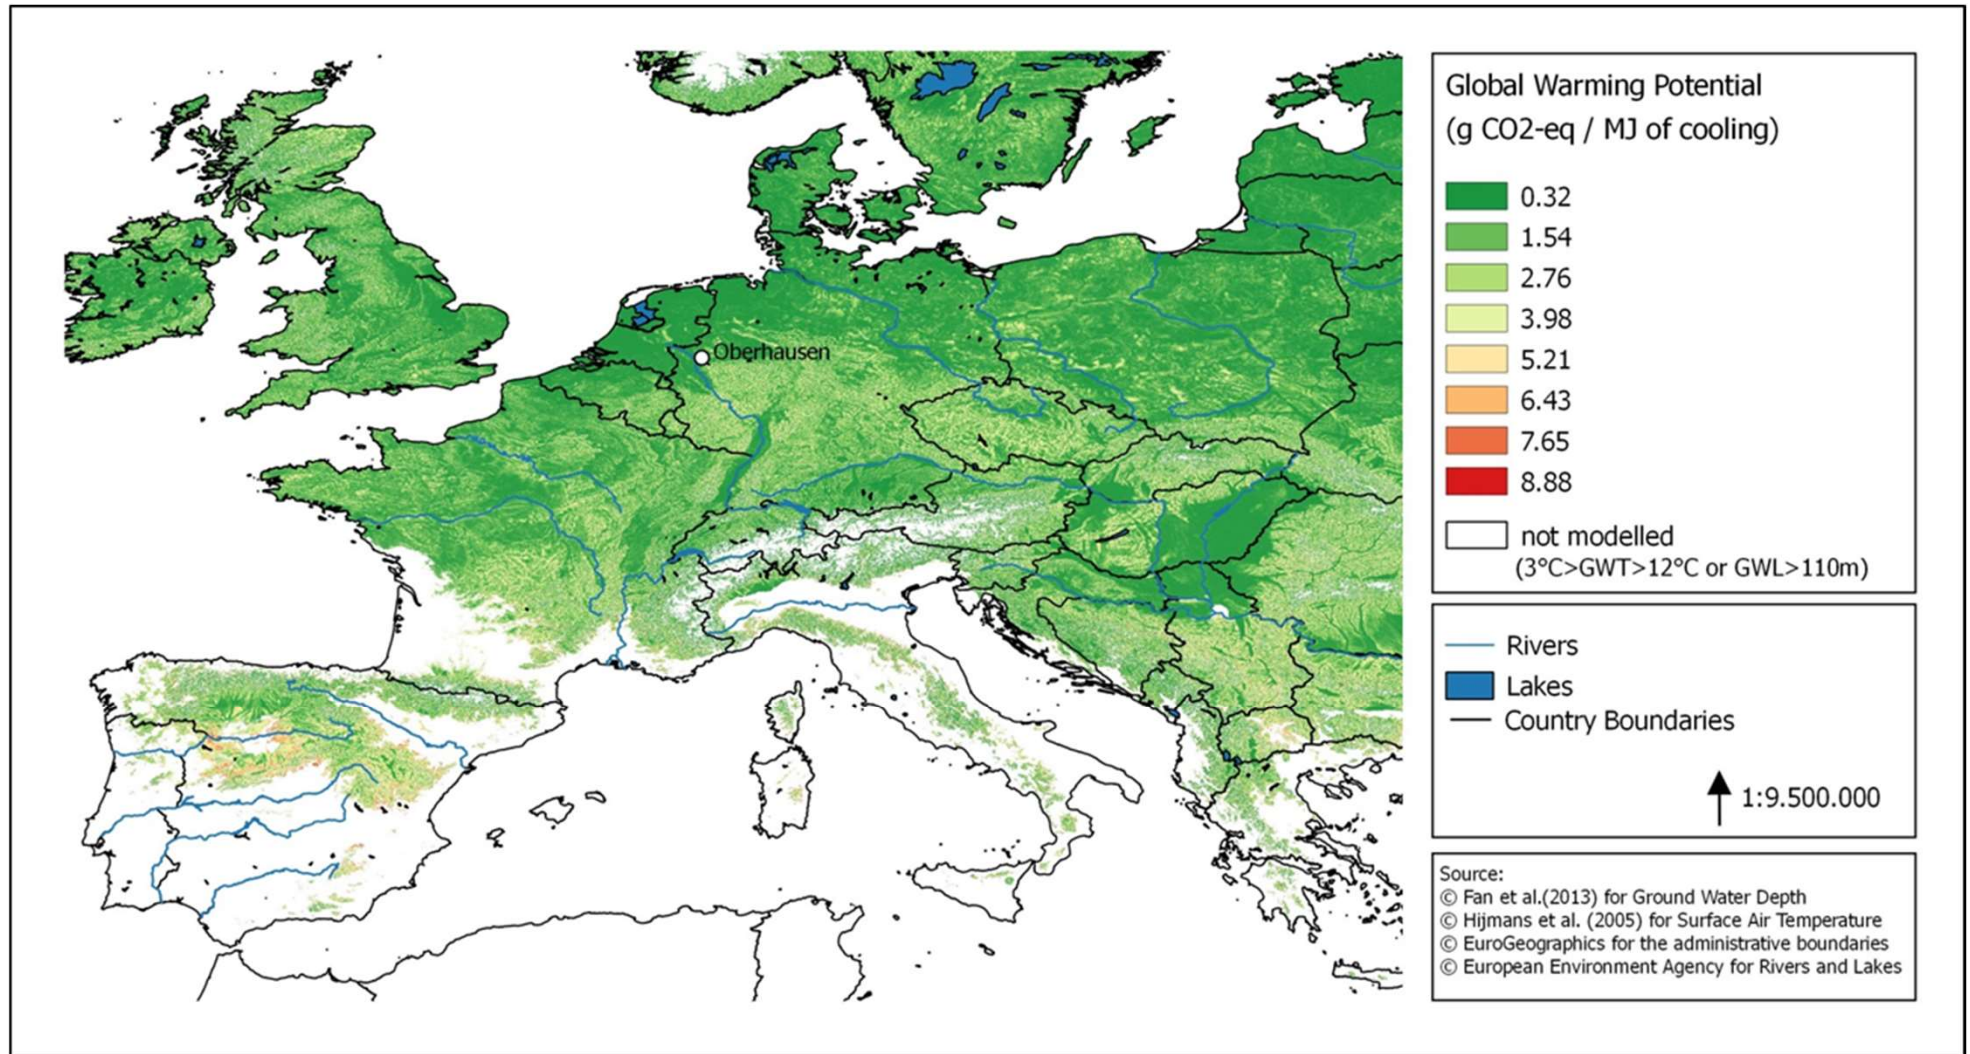 Oberhausen
Global Warming Potential
(g CO2-eq / MJ of cooling)
0.32
1.54
2.76
3.98
5.21
6.43
7.65
8.88
not modelled
(3°C>GWT>12°C or GWL>110m)
Rivers
Lakes
Country Boundaries
1:9.500.000
Source:
© Fan et al.(2013) for Ground Water Depth
© Hijmans et al. (2005) for Surface Air Temperature
© EuroGeographics for the administrative boundaries
© European Environment Agency for Rivers and Lakes